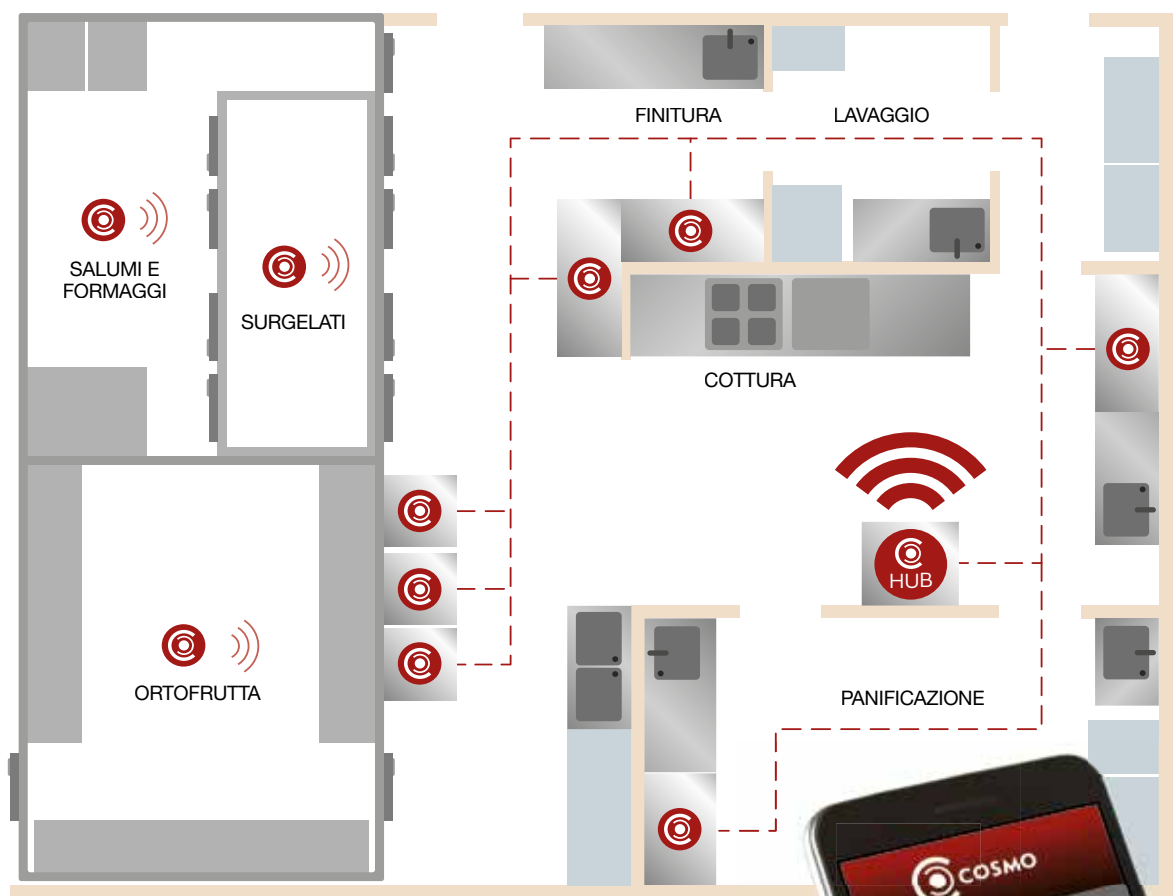 FINITURA
LAVAGGIO
SALUMI E
FORMAGGI
SURGELATI
COTTURA
HUB
ORTOFRUTTA
PANIFICAZIONE
COSMO